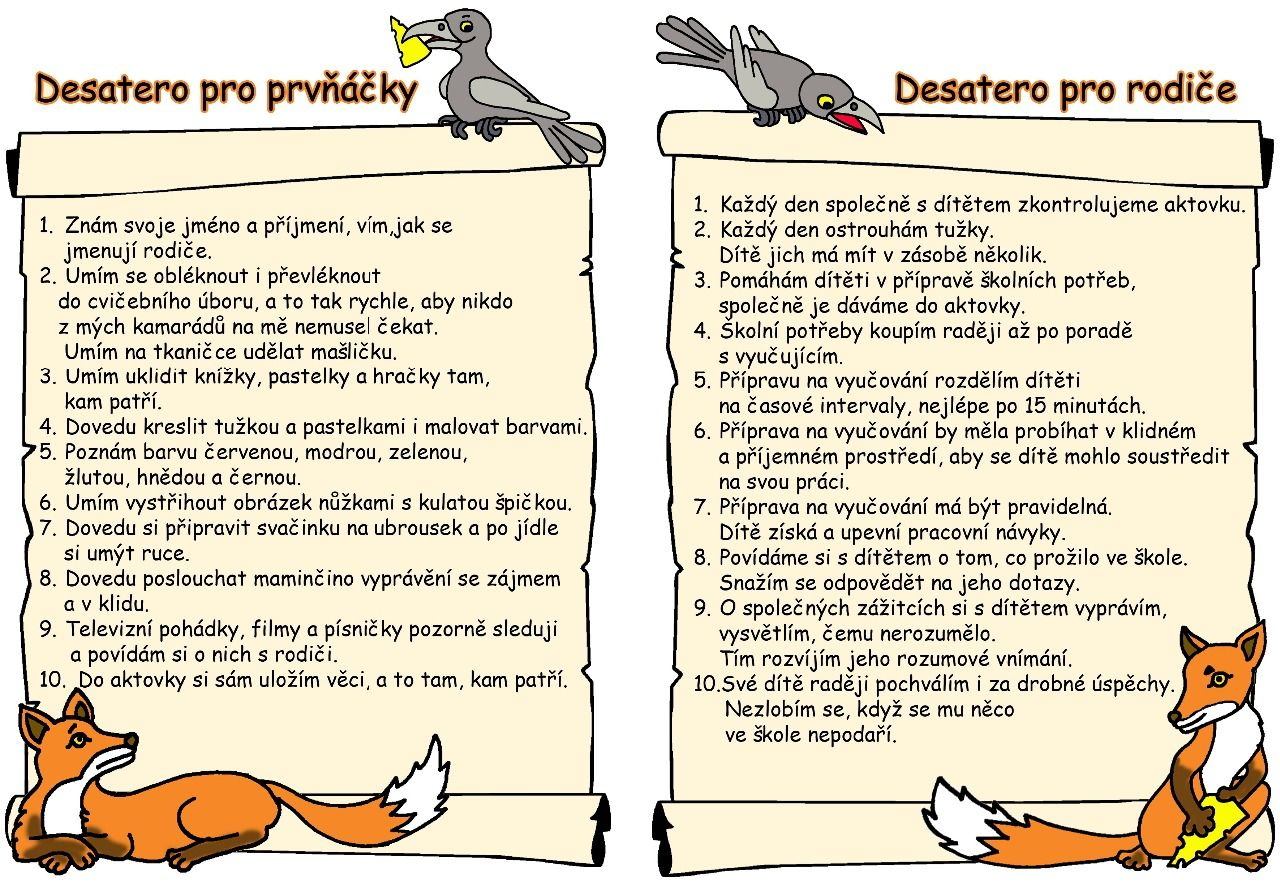 Desatero pro prvňáčky
1. Znám svoje jméno a příjmení, vím,jak se
jmenují rodiče.
2. Umím se obléknout i převléknout
do cvičebního úboru, a to tak rychle, aby nikdo
z mých kamarádů na mě nemusel čekat.
Umím na tkaničce udělat mašličku.
3. Umím uklidit knížky, pastelky a hračky tam,
kam patří.
4. Dovedu kreslit tužkou a pastelkami i malovat barvami.
5. Poznám barvu červenou, modrou, zelenou,
žlutou, hnědou a černou.
6. Umím vystřihout obrázek nůžkami s kulatou špičkou.
7. Dovedu si připravit svačinku na ubrousek a po jídle
si umýt ruce.
8. Dovedu poslouchat maminčino vyprávění se zájmem
a v klidu.
9. Televizní pohádky, filmy a písničky pozorně sleduji
a povídám si o nich s rodiči.
10. Do aktovky si sám uložím věci, a to tam, kam patří.
Desatero pro rodiče
1. Každý den společně s dítětem zkontrolujeme aktovku.
2. Každý den ostrouhám tužky.
Dítě jich má mít v zásobě několik.
3. Pomáhám dítěti v přípravě školních potřeb,
společně je dáváme do aktovky.
4. Školní potřeby koupím raději až po poradě
s vyučujícím.
5. Přípravu na vyučování rozdělím dítěti
na časové intervaly, nejlépe po 15 minutách.
6. Příprava na vyučování by měla probíhat v klidném
a příjemném prostředí, aby se dítě mohlo soustředit
na svou práci.
7. Příprava na vyučování má být pravidelná.
Dítě získá a upevní pracovní návyky.
8. Povídáme si s dítětem o tom, co prožilo ve škole.
Snažím se odpovědět na jeho dotazy.
9. O společných zážitcích si s dítětem vyprávím,
vysvětlím, čemu nerozumělo.
Tím rozvíjím jeho rozumové vnímání.
10.Své dítě raději pochválím i za drobné úspěchy.
Nezlobím se, když se mu něco
ve škole nepodaří.